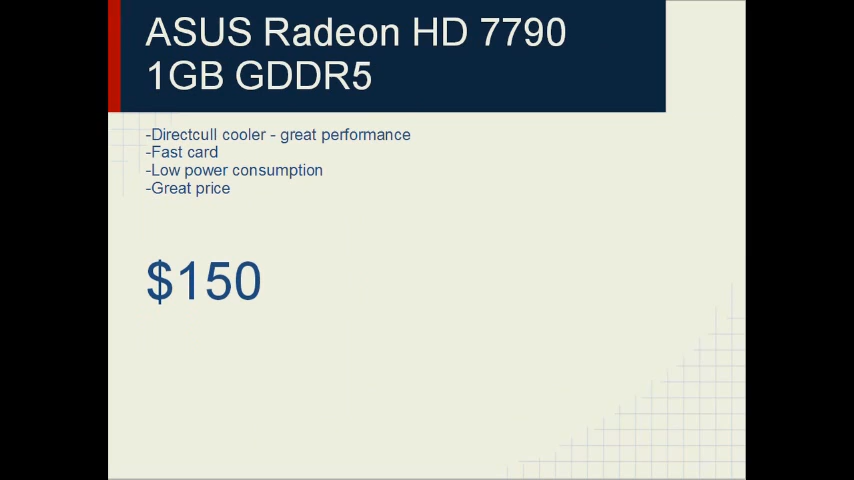 ASUS Radeon HD 7790
1GB GDDR5
-Directcull cooler - great performance
-Fast card
-Low power consumption
-Great price
$150